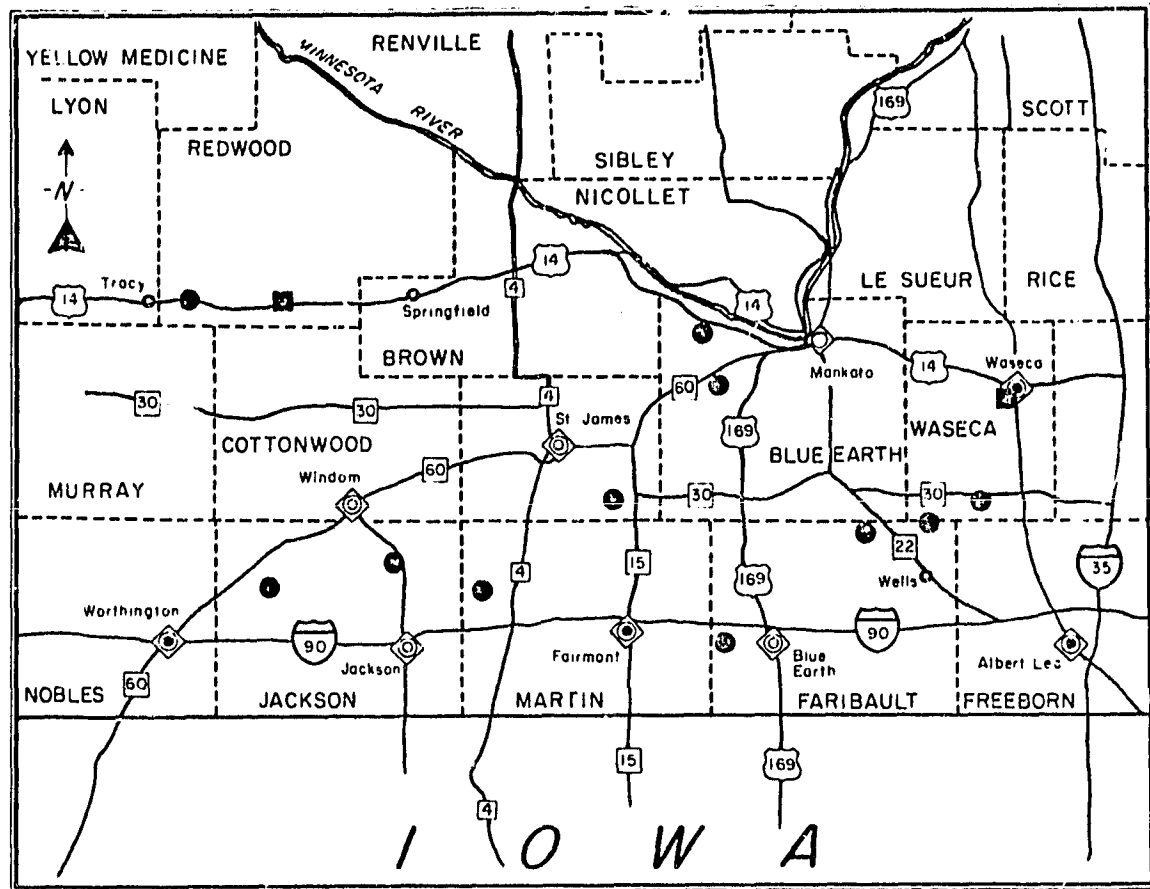 RENVILLE
YELLOW MEDICINE
MINNESOTA
RIVER
4
169
LYON
SCOTT
REDWOOD
SIBLEY
NICOLLET
-N-
14
Tracy
14
4
Springfield
14
LE SUEUR
RICE
BROWN
Mankato
14
Waseca
30
30
4
60
St James
169
COTTONWOOD
WASECA
BLUE EARTH
60
Windom
MURRAY
30
30
22
15
4
169
Wells
35
Worthington
90
Jackson
Fairmont
Blue
Earth
90
Albert Lea
60
NOBLES
JACKSON
MARTIN
FARIBAULT
FREEBORN
15
169
4
IOWA